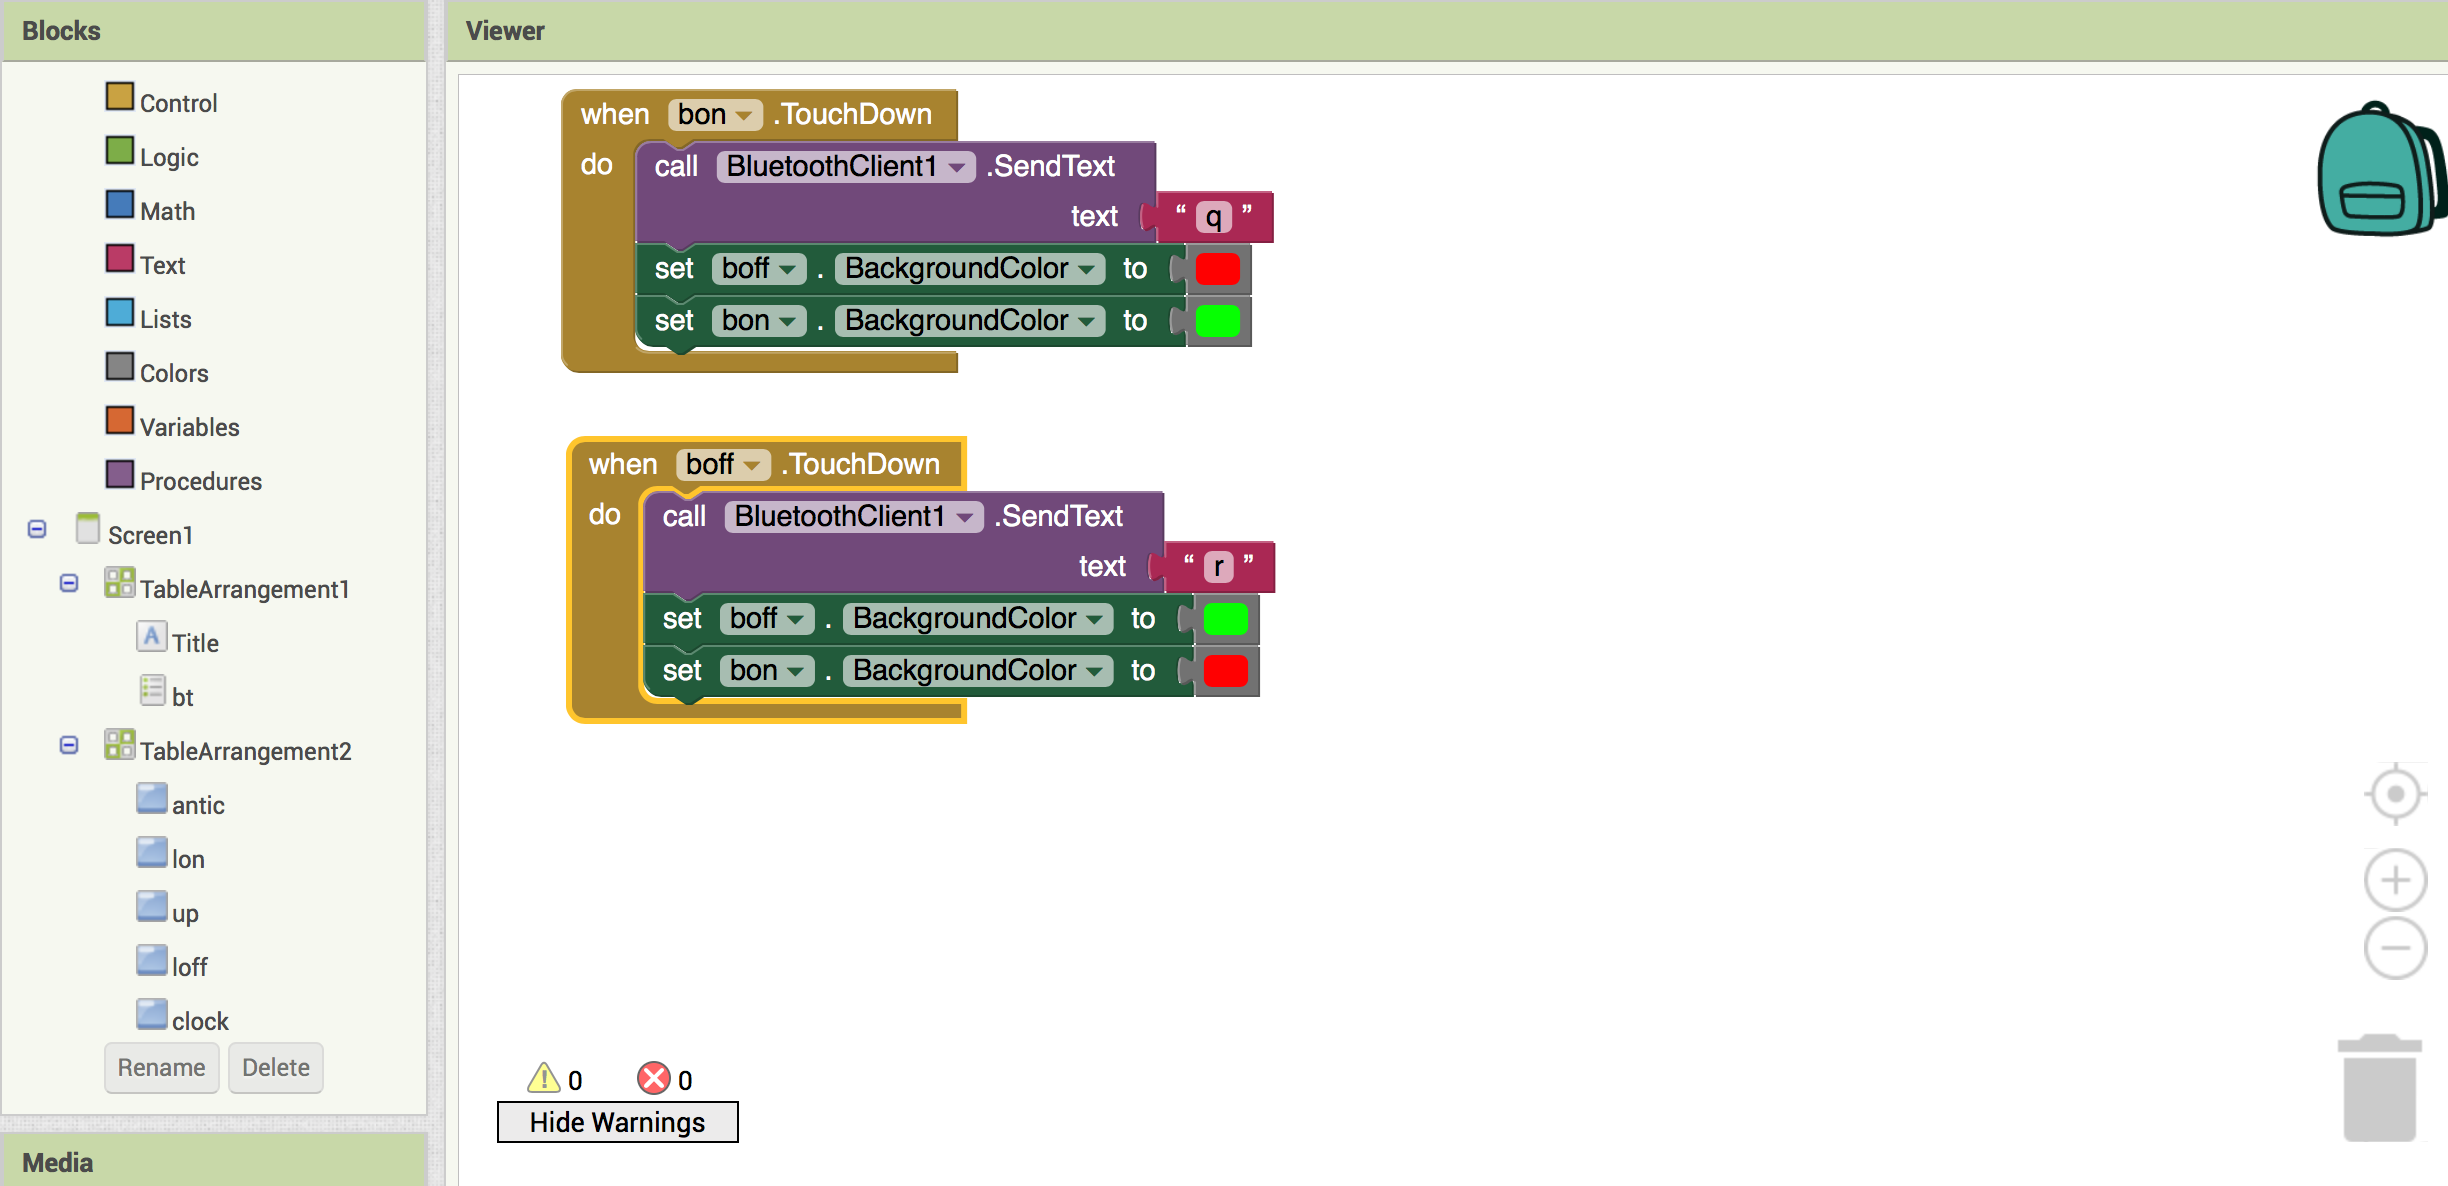 Blocks
Control
Logic
Math
Text
Lists
Colors
Variables
Procedures
Screen1
TableArrangement1
Title
bt
TableArrangement2
antic
lon
up
loff
clock
Rename Delete
Media
Viewer
when bon .TouchDown
do call BluetoothClient1 .SendText
text “ q ”
set boff . BackgroundColor to
set bon . BackgroundColor to
when boff .TouchDown
do call BluetoothClient1 .SendText
text “ r ”
set boff . BackgroundColor to
set bon . BackgroundColor to
0 0
Hide Warnings